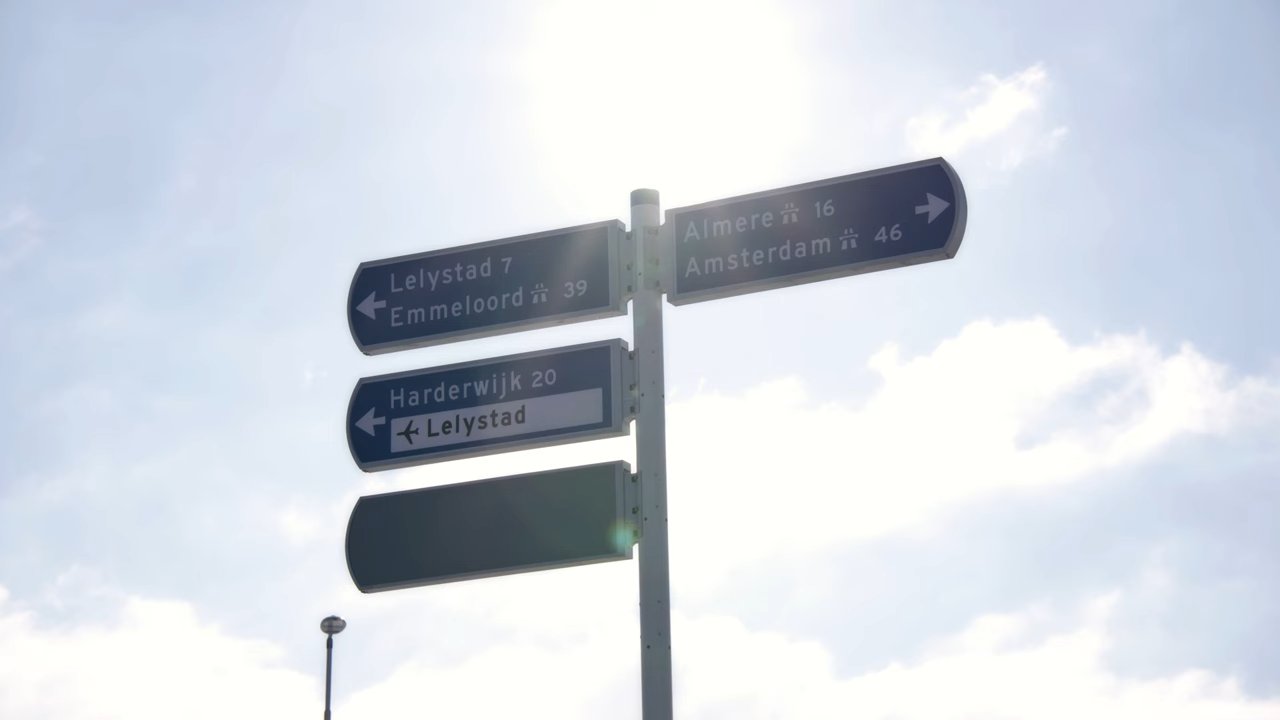 Lelystad 7
Emmeloord 39
Harderwijk 20
Lelystad
Almere 16
Amsterdam 46